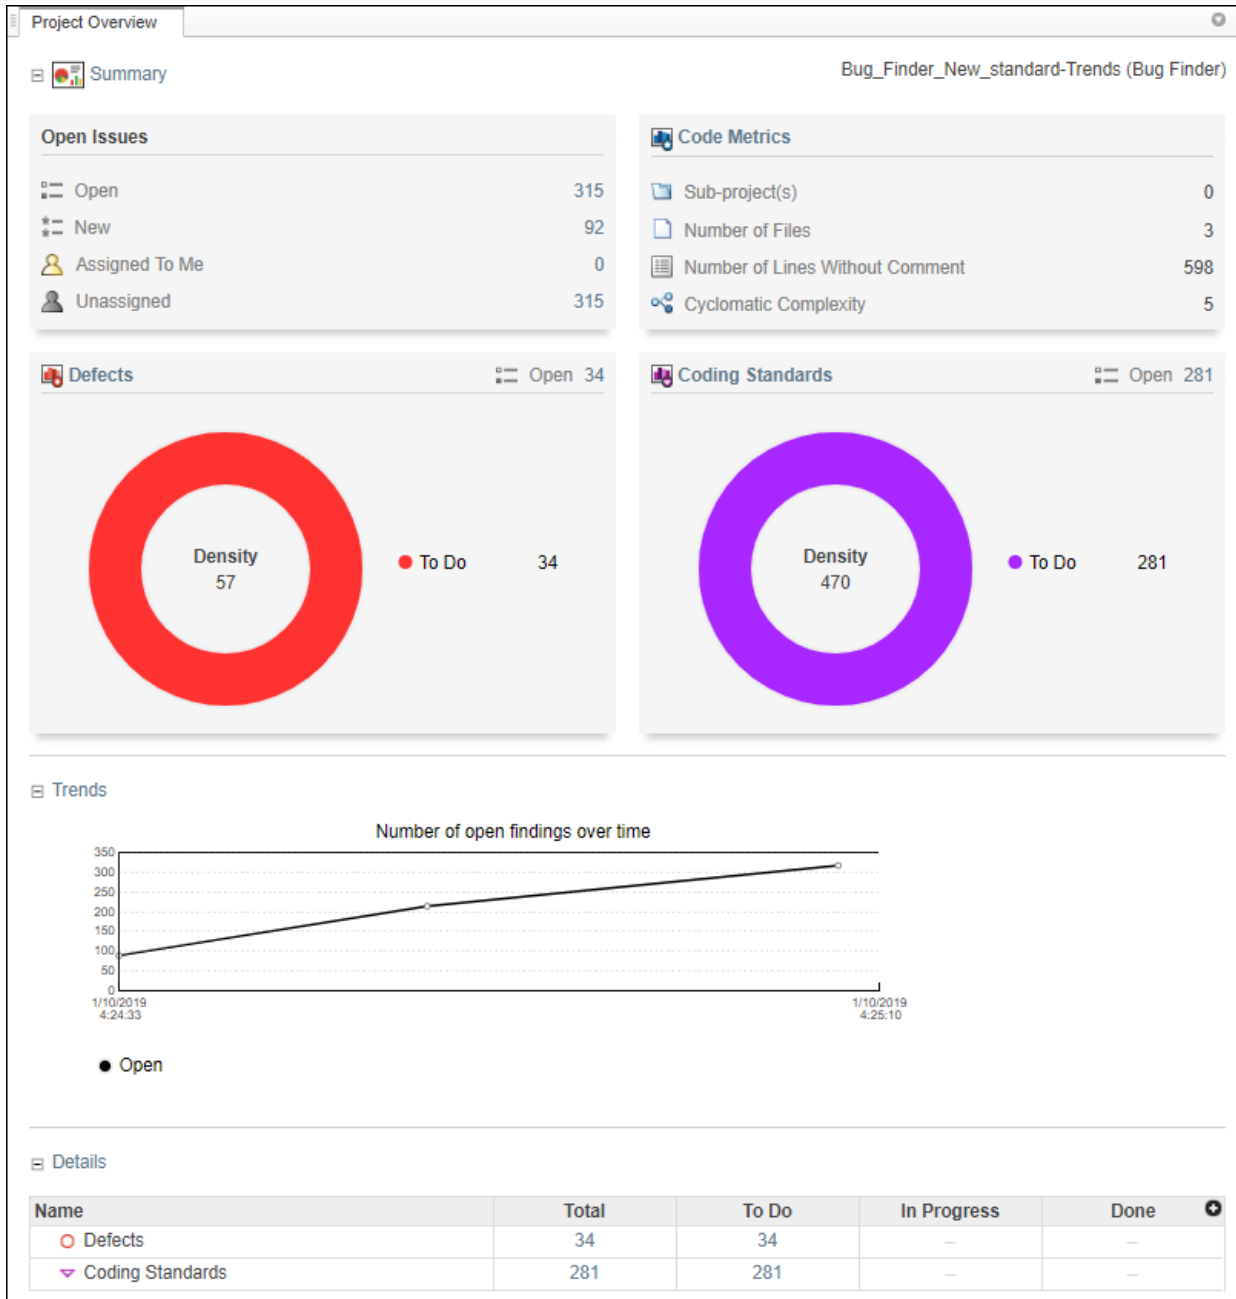 Project Overview
Summary
Bug_Finder_New_standard-Trends (Bug Finder)
Open Issues
Open 315
New 92
Assigned To Me 0
Unassigned 315
Code Metrics
Sub-project(s) 0
Number of Files 3
Number of Lines Without Comment 598
Cyclomatic Complexity 5
Defects Open 34
Density
57
To Do 34
Coding Standards Open 281
Density
470
To Do 281
Trends
Number of open findings over time
350
300
250
200
150
100
50
0
1/10/2019
4:24:33
1/10/2019
4:25:10
Open
Details
Name Total To Do In Progress Done
Defects 34 34 – –
Coding Standards 281 281 – –